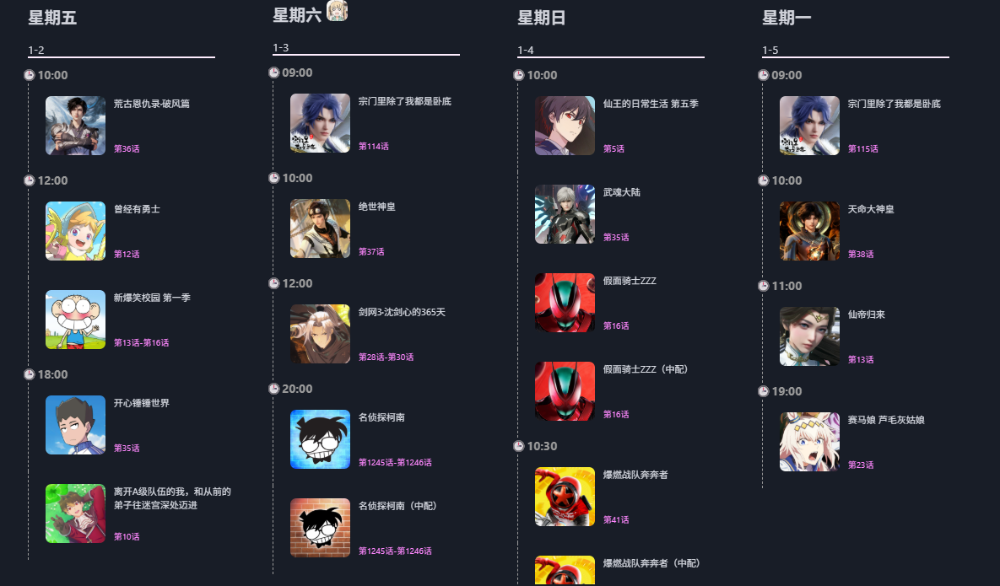 星期五
1-2
10:00
荒古恩仇录·破风篇
第36话
12:00
曾经有勇士
第12话
新爆笑校园 第一季
第13话-第16话
18:00
开心锤锤世界
第35话
离开A级队伍的我，和从前的
弟子往迷宫深处迈进
第10话
星期六
1-3
09:00
宗门里除了我都是卧底
第114话
10:00
绝世神皇
第37话
12:00
剑网3·沈剑心的365天
第28话-第30话
20:00
名侦探柯南
第1245话-第1246话
名侦探柯南（中配）
第1245话-第1246话
星期日
1-4
10:00
仙王的日常生活 第五季
第5话
武魂大陆
第35话
假面骑士ZZZ
第16话
假面骑士ZZZ（中配）
第16话
10:30
爆燃战队奔奔者
第41话
爆燃战队奔奔者（中配）
星期一
1-5
09:00
宗门里除了我都是卧底
第115话
10:00
天命大神皇
第38话
11:00
仙帝归来
第13话
19:00
赛马娘 芦毛灰姑娘
第23话